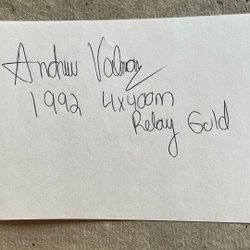 Andrew Valmon
1992 4x400m
Relay Gold